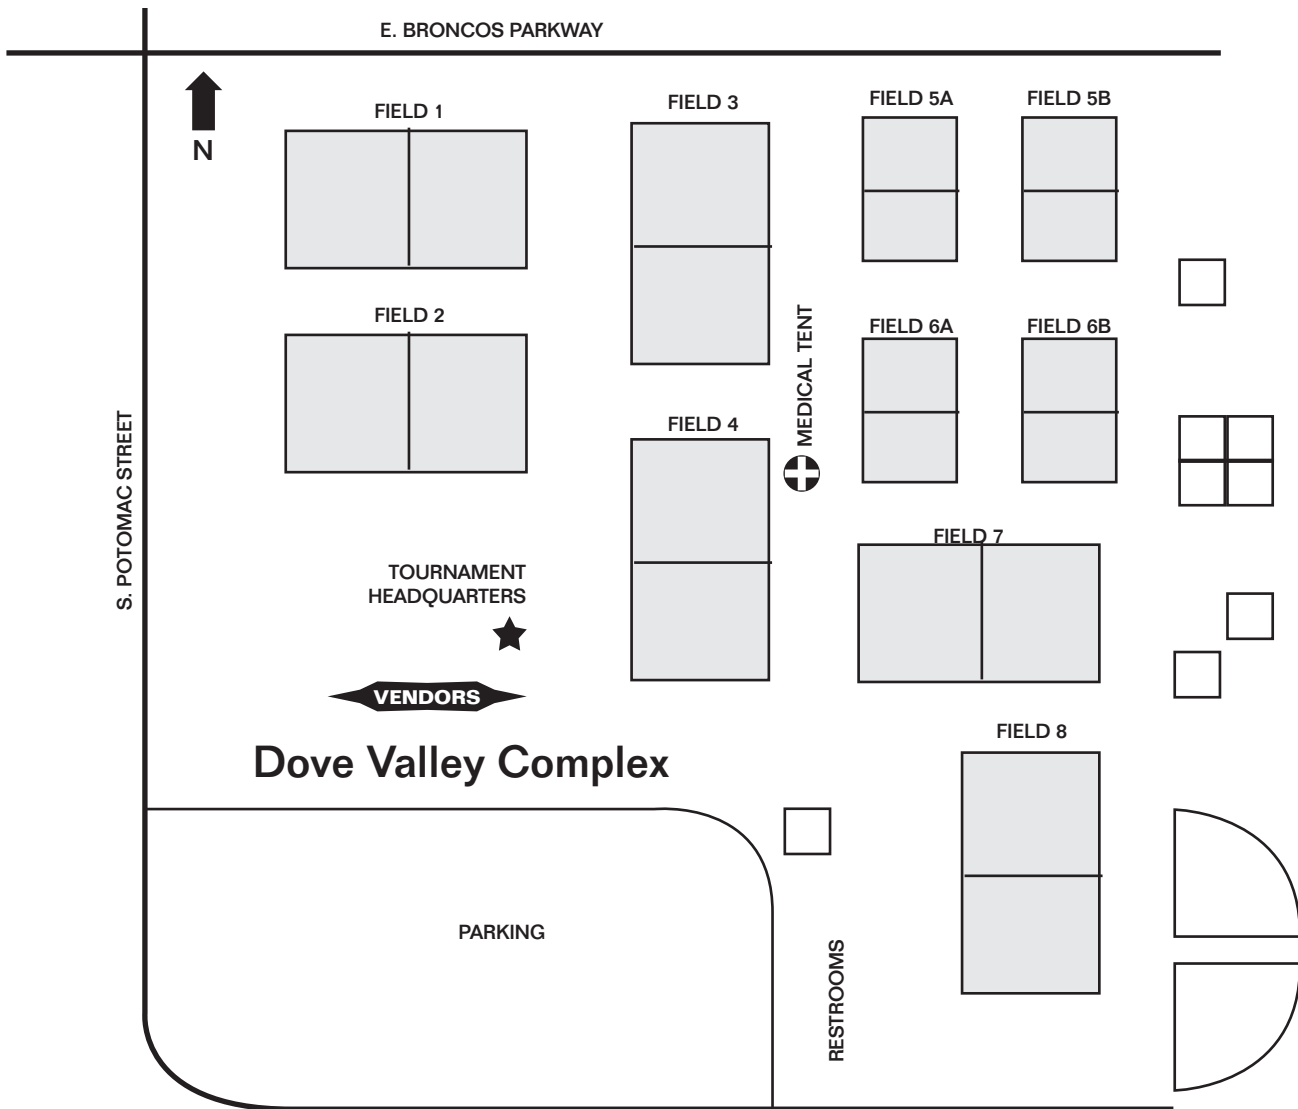 E. BRONCOS PARKWAY
N
FIELD 1
FIELD 3
FIELD 5A
FIELD 5B
FIELD 2
FIELD 6A
FIELD 6B
MEDICAL TENT
FIELD 4
S. POTOMAC STREET
FIELD 7
TOURNAMENT
HEADQUARTERS
VENDORS
FIELD 8
Dove Valley Complex
PARKING
RESTROOMS